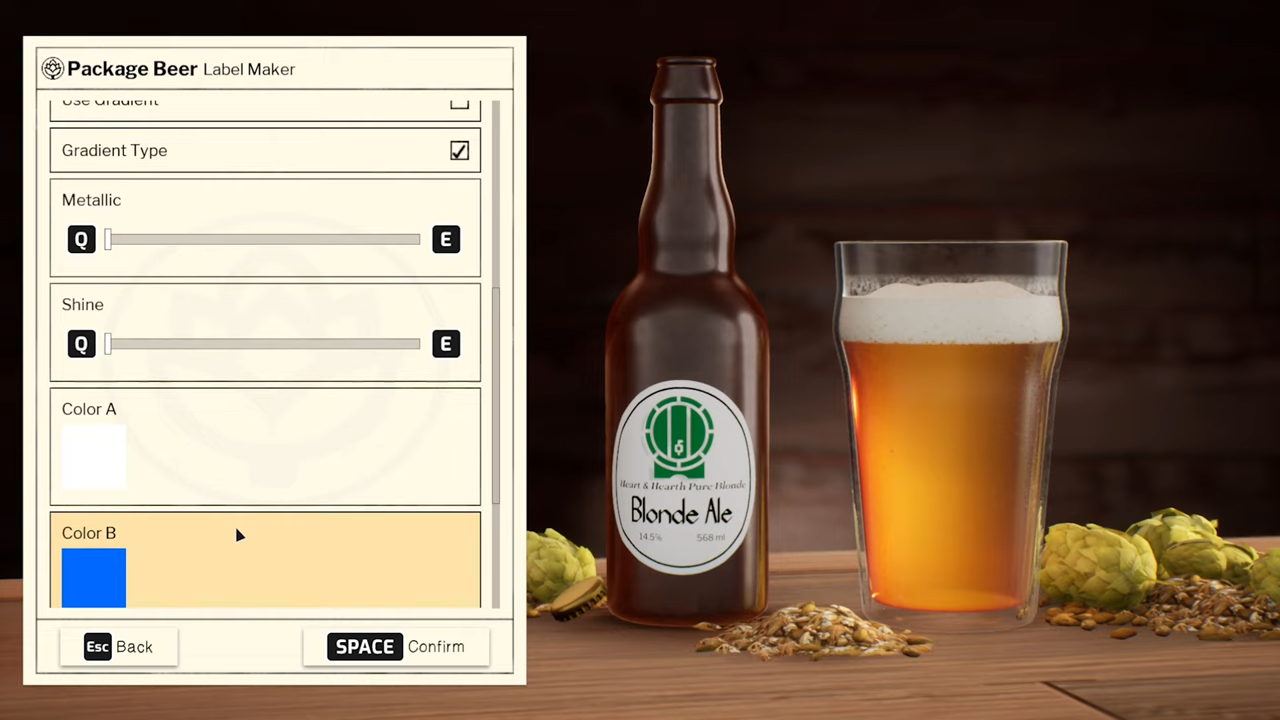 Package Beer Label Maker
Use Gradient
Gradient Type
Metallic
Q E
Shine
Q E
Color A
Color B
Esc Back
SPACE Confirm
Heart & Hearth Pure Blonde
Blonde Ale
14.5% 568 ml